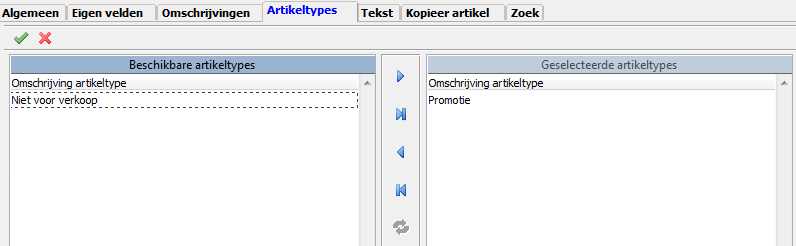 Algemeen Eigen velden Omschrijvingen Artikeltypes Tekst Kopieer artikel Zoek
Beschikbare artikeltypes Geselecteerde artikeltypes
Omschrijving artikeltype Omschrijving artikeltype
Niet voor verkoop Promotie